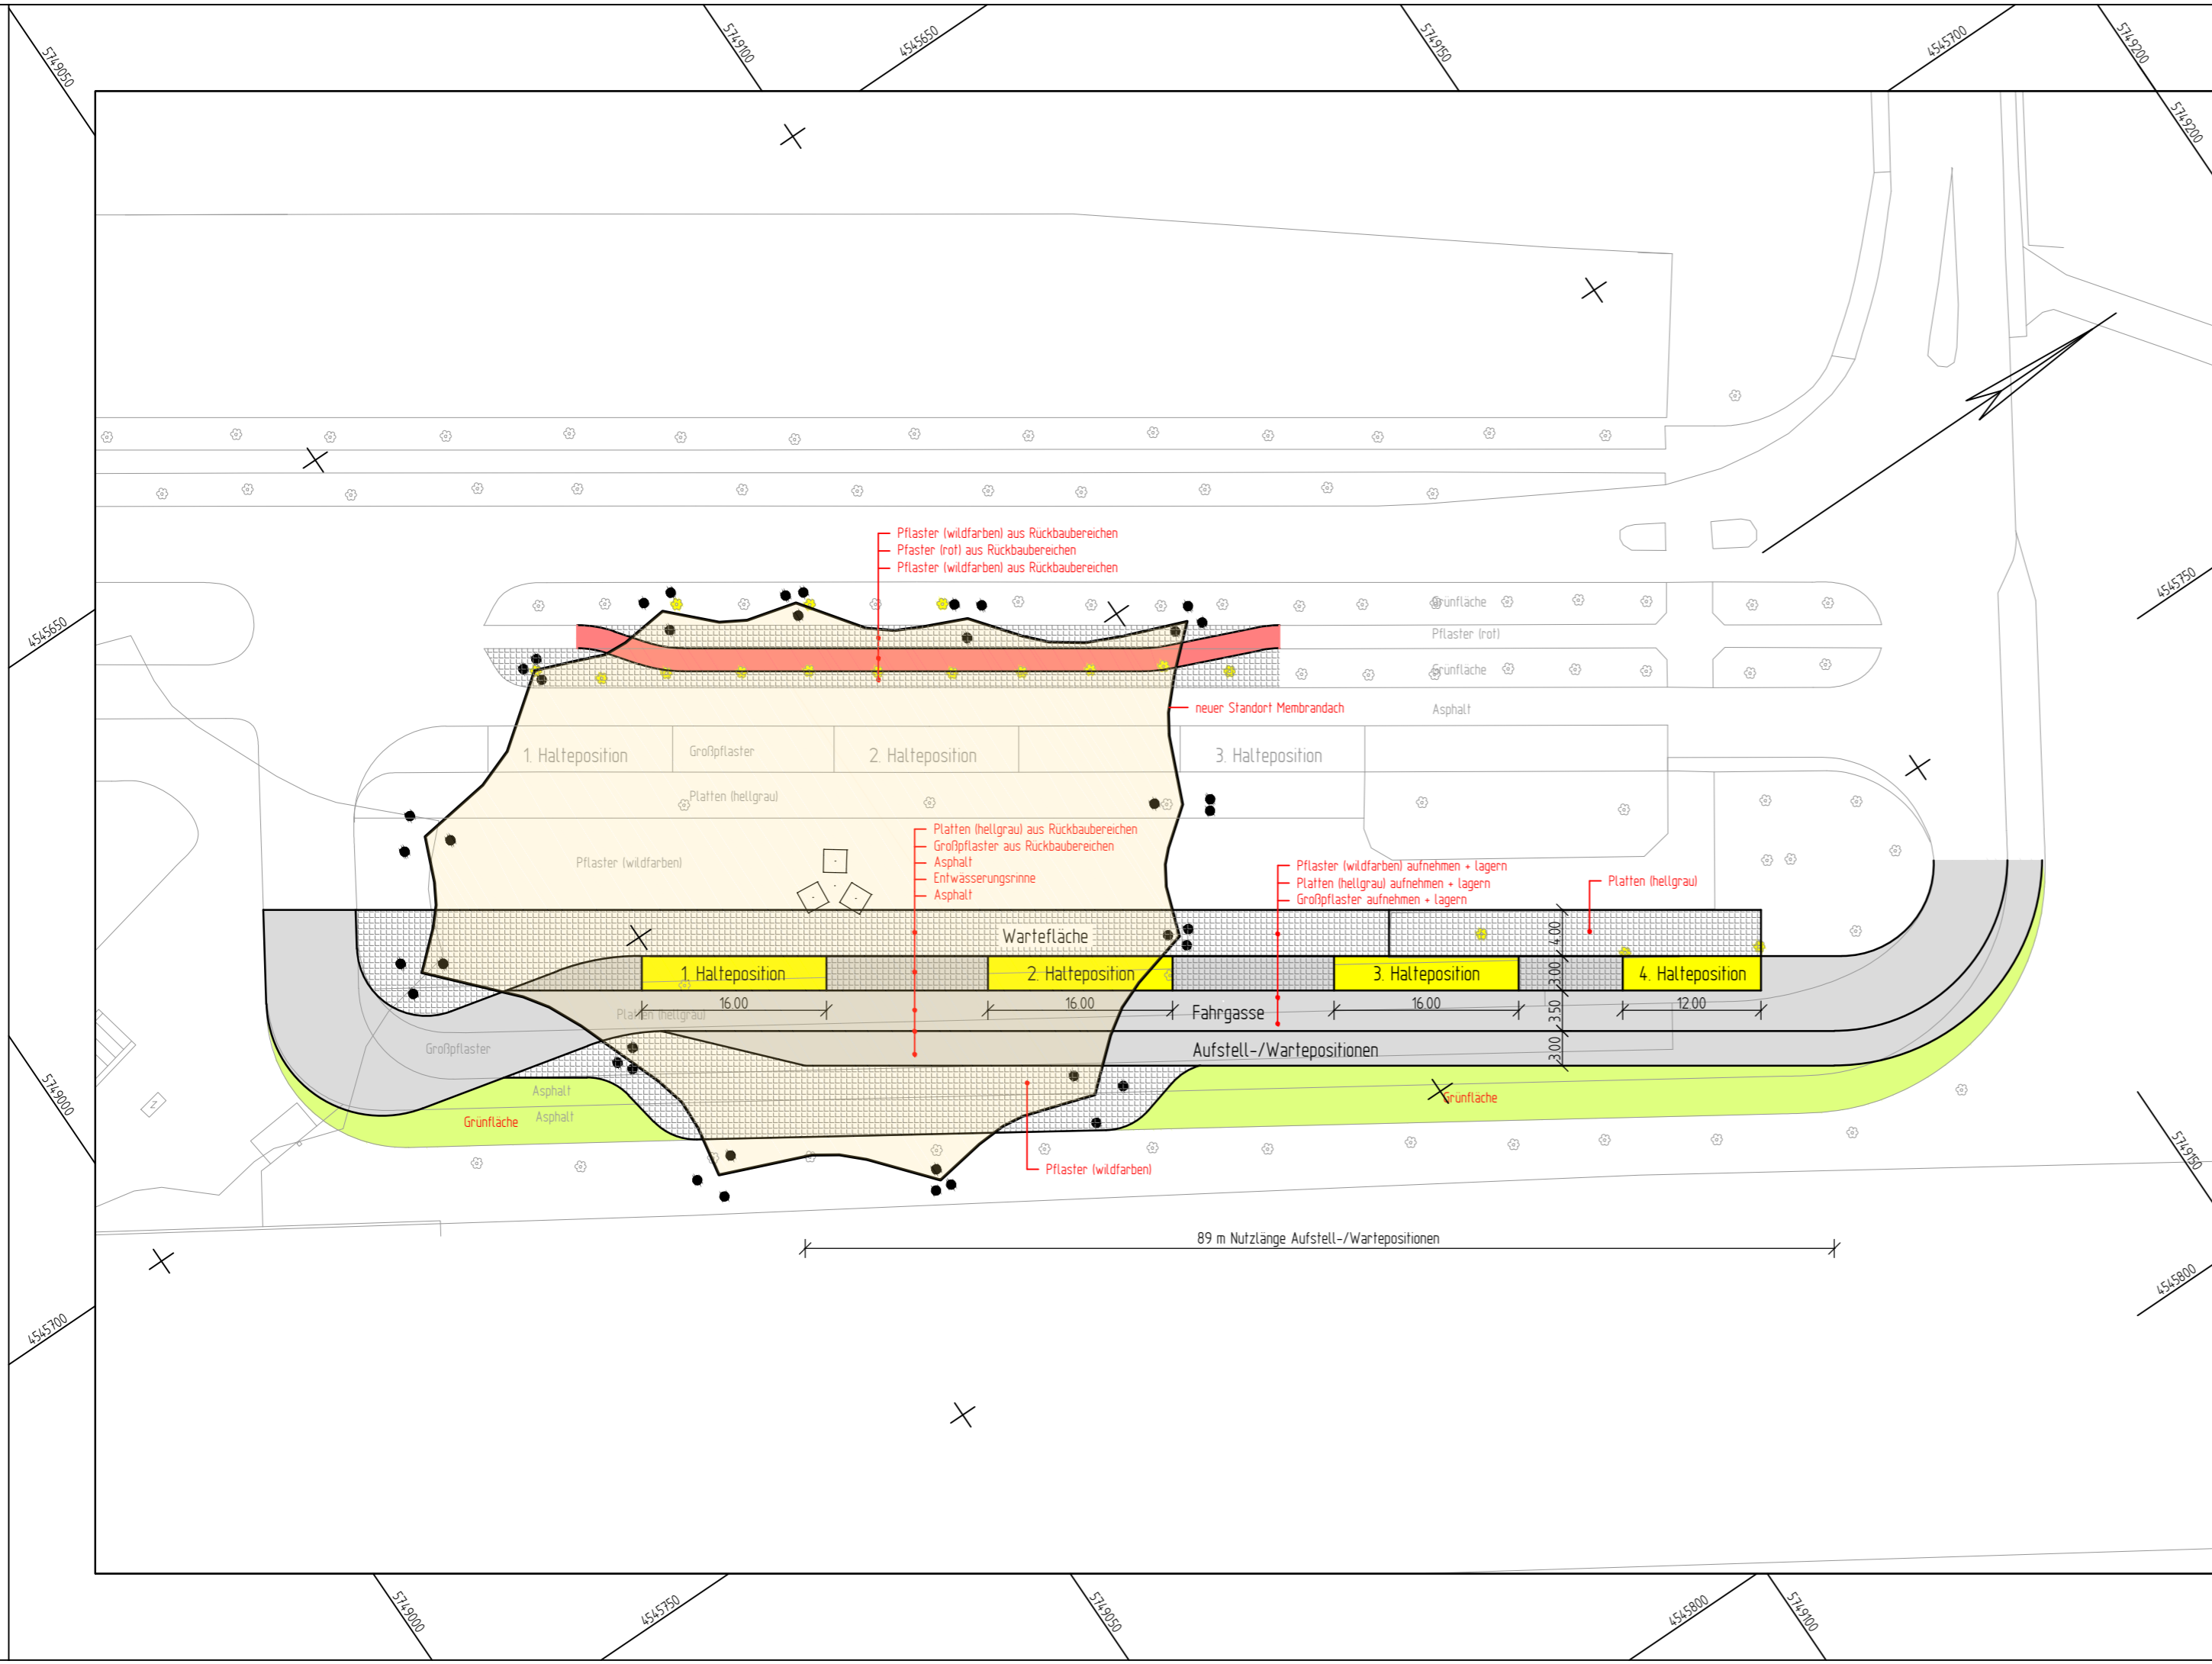 5749050
5749100
4545650
5749150
4545700
5749200
5749200
Pflaster (wildfarben) aus Rückbaubereichen
Pfaster (rot) aus Rückbaubereichen
Pflaster (wildfarben) aus Rückbaubereichen
4545750
4545650
Grünfläche
Pflaster (rot)
Grünfläche
neuer Standort Membrandach
Asphalt
1. Halteposition
Großpflaster
2. Halteposition
3. Halteposition
Platten (hellgrau)
Platten (hellgrau) aus Rückbaubereichen
Großpflaster aus Rückbaubereichen
Asphalt
Entwässerungsrinne
Asphalt
Pflaster (wildfarben)
Pflaster (wildfarben) aufnehmen + lagern
Platten (hellgrau) aufnehmen + lagern
Großpflaster aufnehmen + lagern
Platten (hellgrau)
Wartefläche
4.00
1. Halteposition
2. Halteposition
3. Halteposition
3.00
4. Halteposition
16.00
16.00
16.00
12.00
Platten (hellgrau)
Fahrgasse
3.50
Großpflaster
Aufstell-/Wartepositionen
3.00
Asphalt
Grünfläche
Asphalt
Grünfläche
Pflaster (wildfarben)
5749000
5749150
89 m Nutzlänge Aufstell-/Wartepositionen
4545700
4545800
5749000
4545750
5749050
4545800
5749100